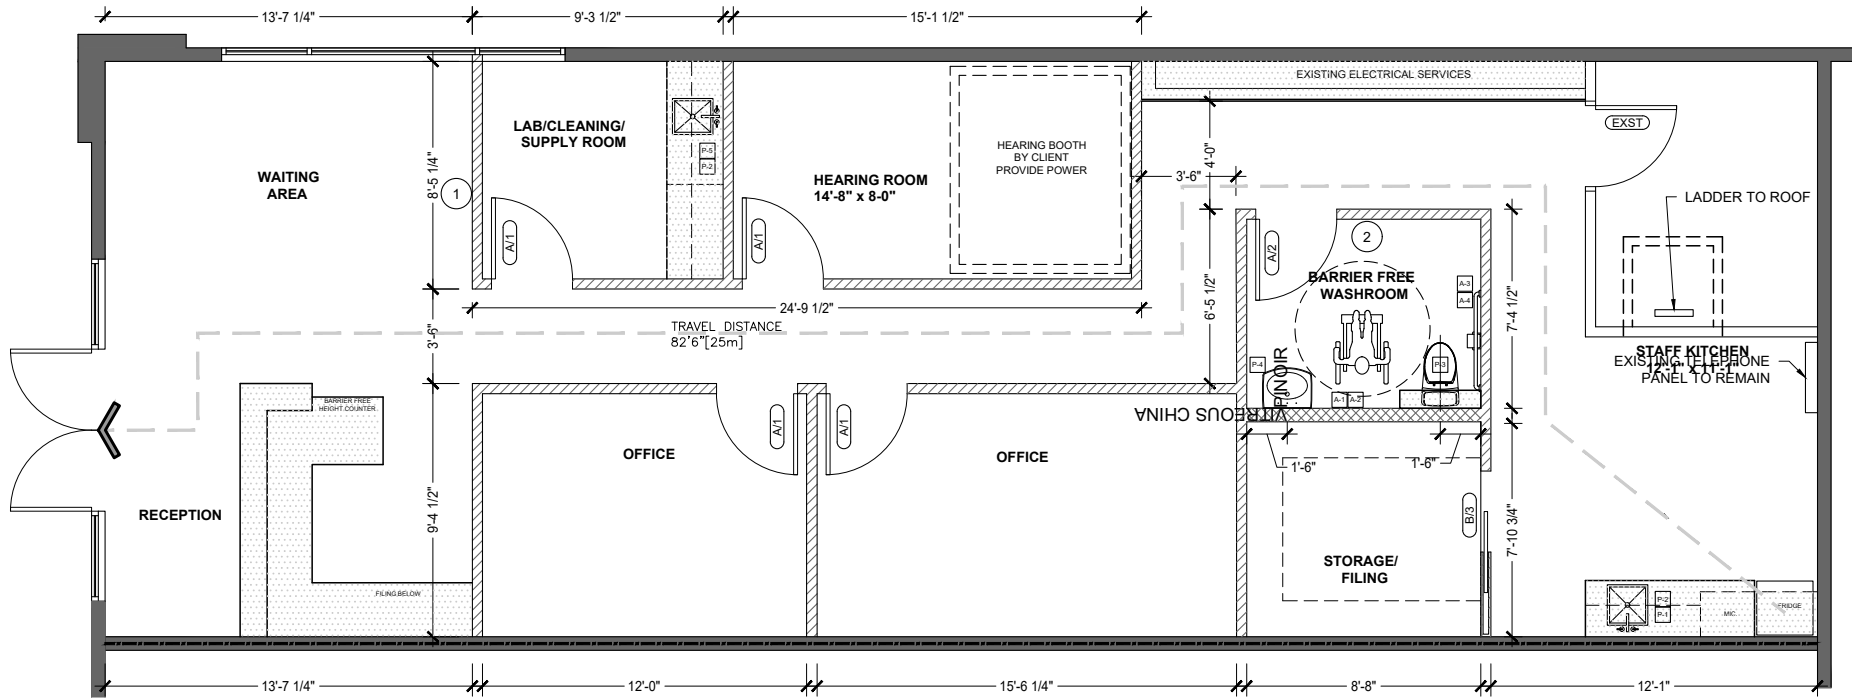 13'-7 1/4"
9'-3 1/2"
15'-1 1/2"
EXISTING ELECTRICAL SERVICES
EXST
LAB/CLEANING/
SUPPLY ROOM
P-5
P-2
HEARING BOOTH
BY CLIENT
PROVIDE POWER
WAITING
AREA
8'-5 1/4"
1
HEARING ROOM
14'-8" x 8-0"
3'-6"
4'-0"
LADDER TO ROOF
A/1
A/1
A/2
2
BARRIER FREE
WASHROOM
A-3
A-4
7'-4 1/2"
6'-5 1/2"
24'-9 1/2"
TRAVEL DISTANCE
82'6"[25m]
3'-6"
STAFF KITCHEN
12'-1" X 11'-1"
EXISTING TELEPHONE
PANEL TO REMAIN
P-4
P-3
A-1
A-2
VITREOUS CHINA
BARRIER FREE
HEIGHT COUNTER
A/1
A/1
OFFICE
OFFICE
1'-6"
1'-6"
RECEPTION
9'-4 1/2"
B/3
7'-10 3/4"
STORAGE/
FILING
FILING BELOW
P-2
P-1
MIC.
FRIDGE
13'-7 1/4"
12'-0"
15'-6 1/4"
8'-8"
12'-1"